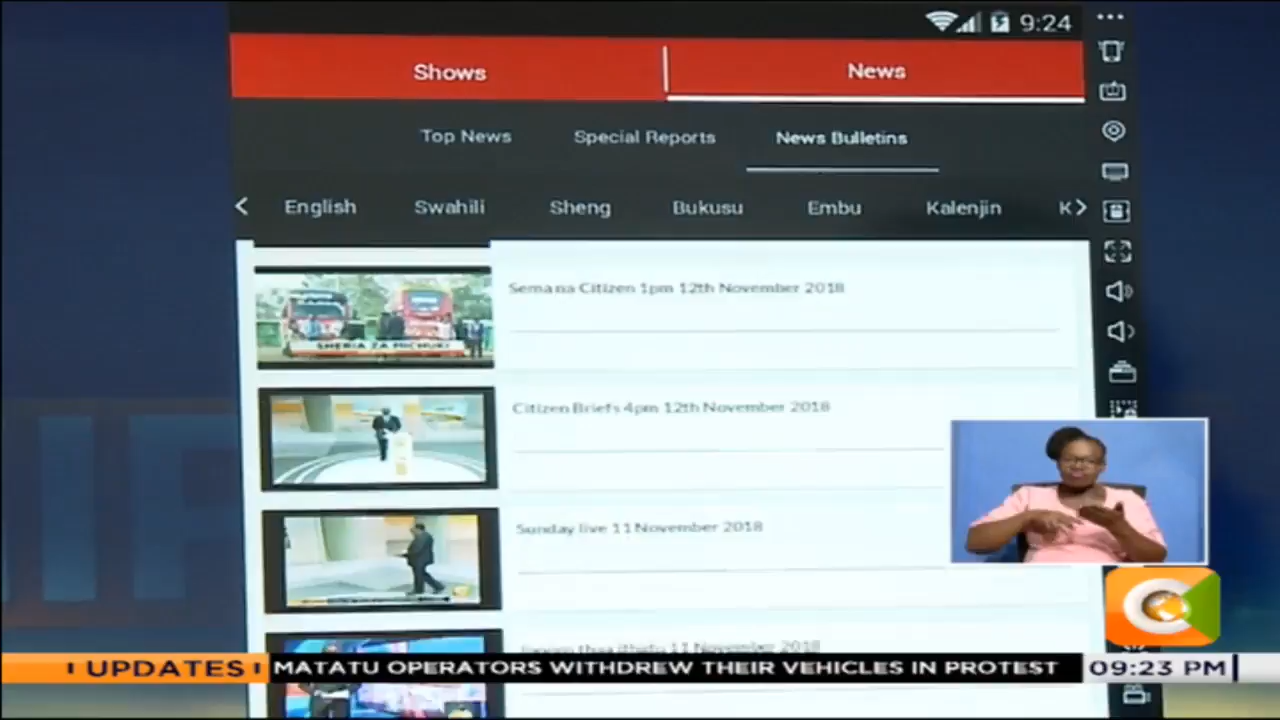 9:24
Shows News
Top News Special Reports News Bulletins
English Swahili Sheng Bukusu Embu Kalenjin K
Semana Citizen 1pm 12th November 2018
SHERIA ZA MICHUKI
Citizen Briefs 4pm 12th November 2018
Sunday live 11 November 2018
11 November 2018
UPDATES MATATU OPERATORS WITHDREW THEIR VEHICLES IN PROTEST 09:23 PM